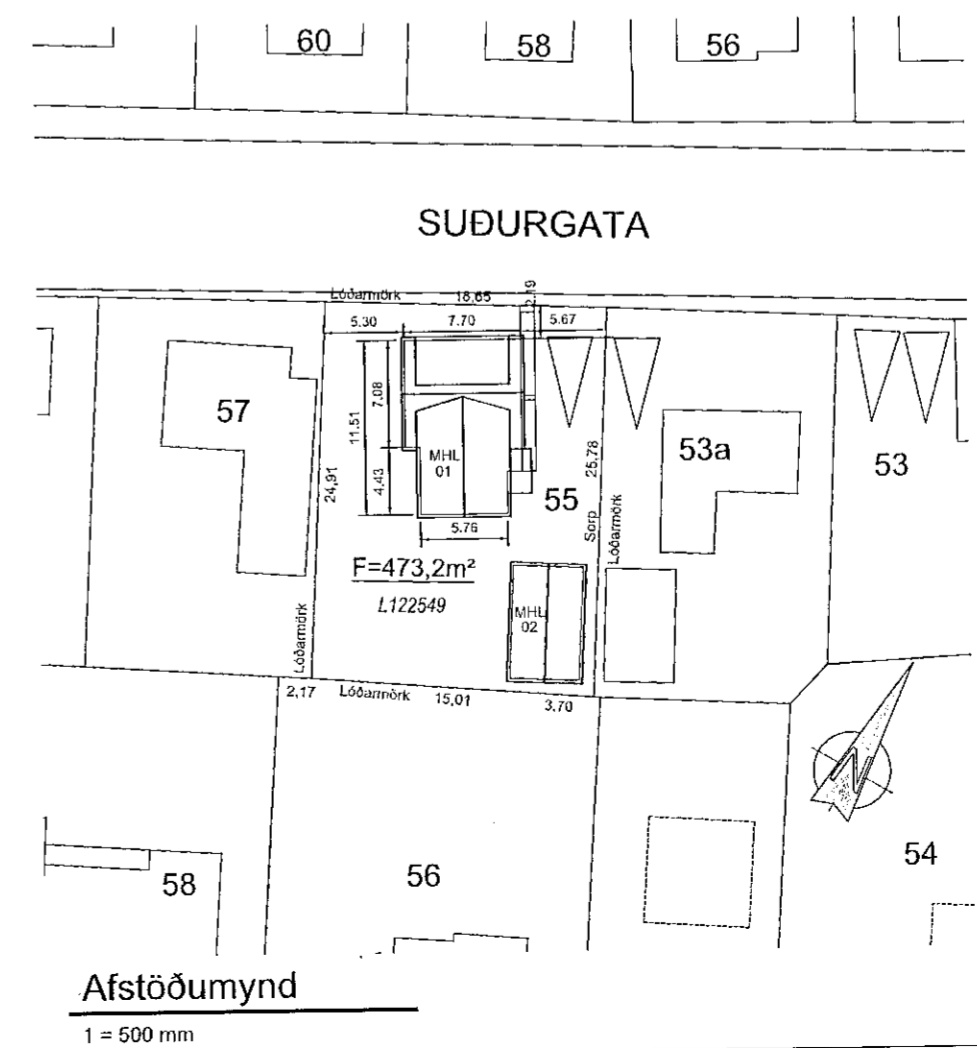 60
58
56
SUÐURGATA
Lóðarmörk 18,65
2,19
5.30 7.70 5.67
57
11.51
7.08
4.43
24,91
MHL
01
5.76
55
25,78
Sorp
Lóðarmörk
53a
53
F=473,2m²
L122549
MHL
02
Lóðarmörk
2,17 Lóðarmörk 15,01 3,70
N
58
56
54
Afstöðumynd
1 = 500 mm